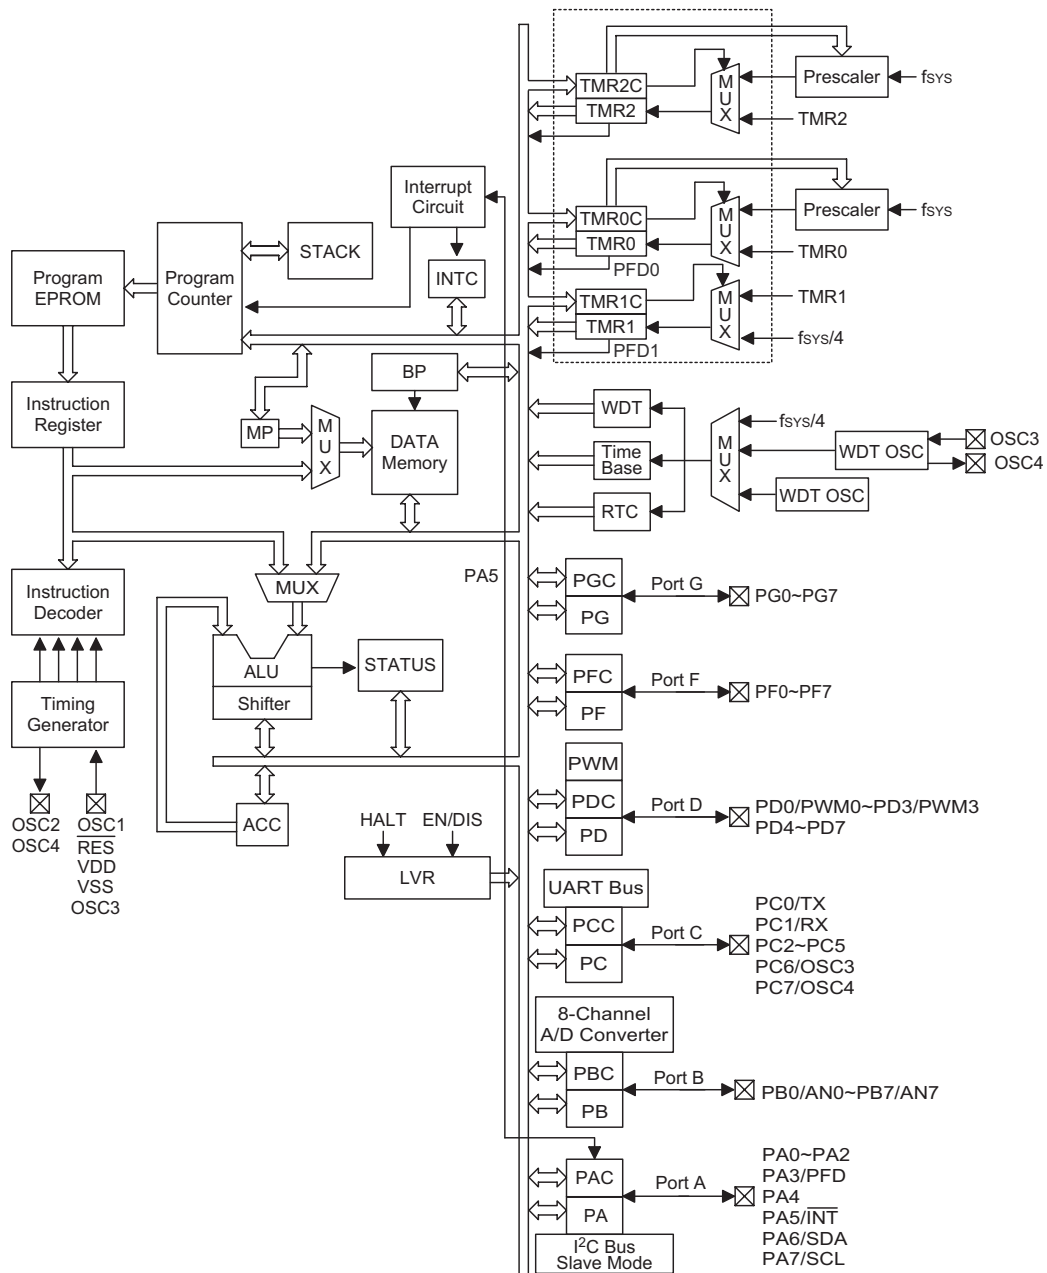 TMR2C
TMR2
MUX
Prescaler
fSYS
TMR2
TMR0C
TMR0
PFD0
MUX
Prescaler
fSYS
TMR0
TMR1C
TMR1
PFD1
MUX
TMR1
fSYS/4
Interrupt
Circuit
STACK
INTC
Program
EPROM
Program
Counter
Instruction
Register
BP
MP
MUX
DATA
Memory
WDT
Time
Base
RTC
MUX
fSYS/4
WDT OSC
OSC3
OSC4
WDT OSC
Instruction
Decoder
MUX
PA5
ALU
Shifter
STATUS
Timing
Generator
OSC2
OSC4
OSC1
RES
VDD
VSS
OSC3
ACC
HALT
EN/DIS
LVR
PGC
PG
Port G
PG0~PG7
PFC
PF
Port F
PF0~PF7
PWM
PDC
PD
Port D
PD0/PWM0~PD3/PWM3
PD4~PD7
UART Bus
PCC
PC
Port C
PC0/TX
PC1/RX
PC2~PC5
PC6/OSC3
PC7/OSC4
8-Channel
A/D Converter
PBC
PB
Port B
PB0/AN0~PB7/AN7
PAC
PA
Port A
I²C Bus
Slave Mode
PA0~PA2
PA3/PFD
PA4
PA5/INT
PA6/SDA
PA7/SCL